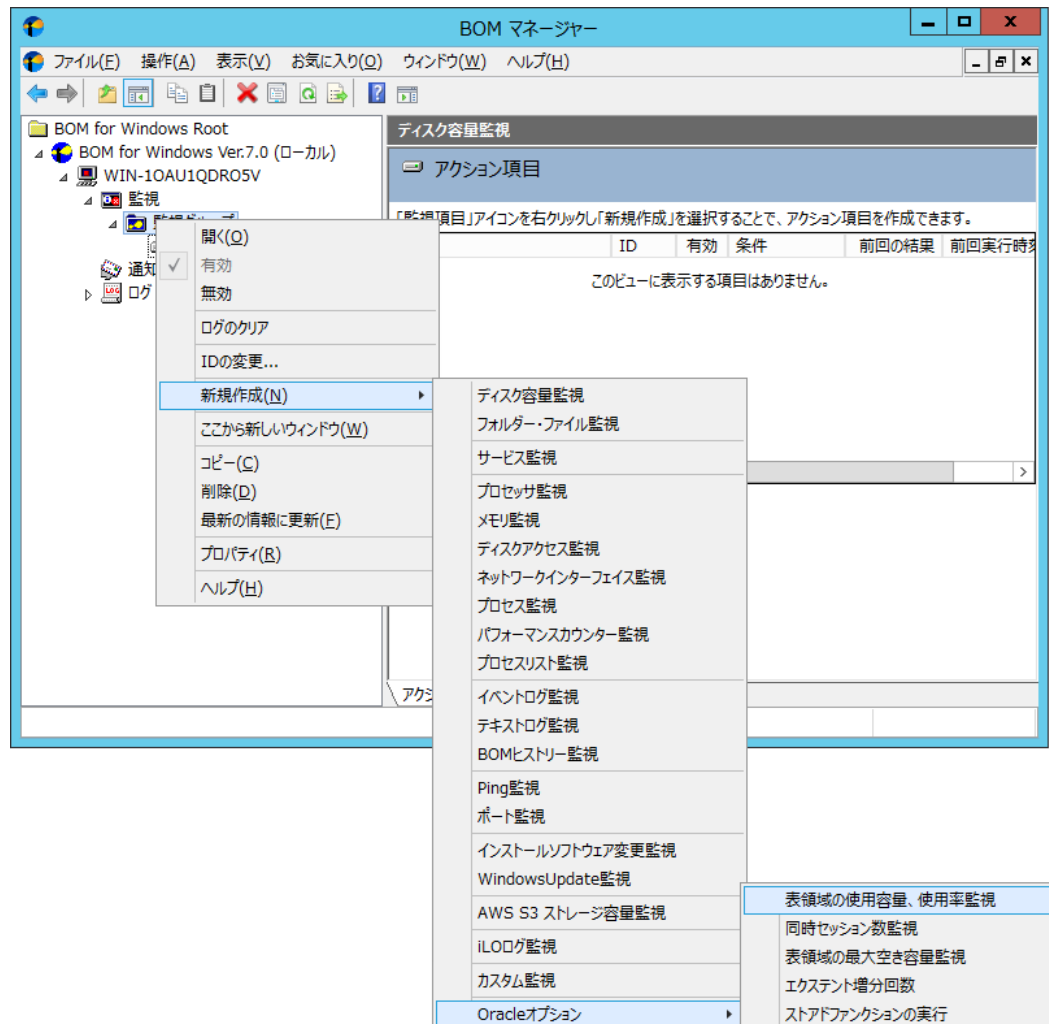 BOM マネージャー
ファイル(F) 操作(A) 表示(V) お気に入り(O) ウィンドウ(W) ヘルプ(H)
BOM for Windows Root
BOM for Windows Ver.7.0 (ローカル)
WIN-1OAU1QDRO5V
監視
監視グループ
通知
ログ
ディスク容量監視
アクション項目
「監視項目」アイコンを右クリックし「新規作成」を選択することで、アクション項目を作成できます。
ID 有効 条件 前回の結果 前回実行時刻
このビューに表示する項目はありません。
アクシ
開く(O)
有効
無効
ログのクリア
IDの変更...
新規作成(N)
ここから新しいウィンドウ(W)
コピー(C)
削除(D)
最新の情報に更新(F)
プロパティ(R)
ヘルプ(H)
ディスク容量監視
フォルダー・ファイル監視
サービス監視
プロセッサ監視
メモリ監視
ディスクアクセス監視
ネットワークインターフェイス監視
プロセス監視
パフォーマンスカウンター監視
プロセスリスト監視
イベントログ監視
テキストログ監視
BOMヒストリー監視
Ping監視
ポート監視
インストールソフトウェア変更監視
WindowsUpdate監視
AWS S3 ストレージ容量監視
iLOログ監視
カスタム監視
Oracleオプション
表領域の使用容量、使用率監視
同時セッション数監視
表領域の最大空き容量監視
エクステント増分回数
ストアドファンクションの実行